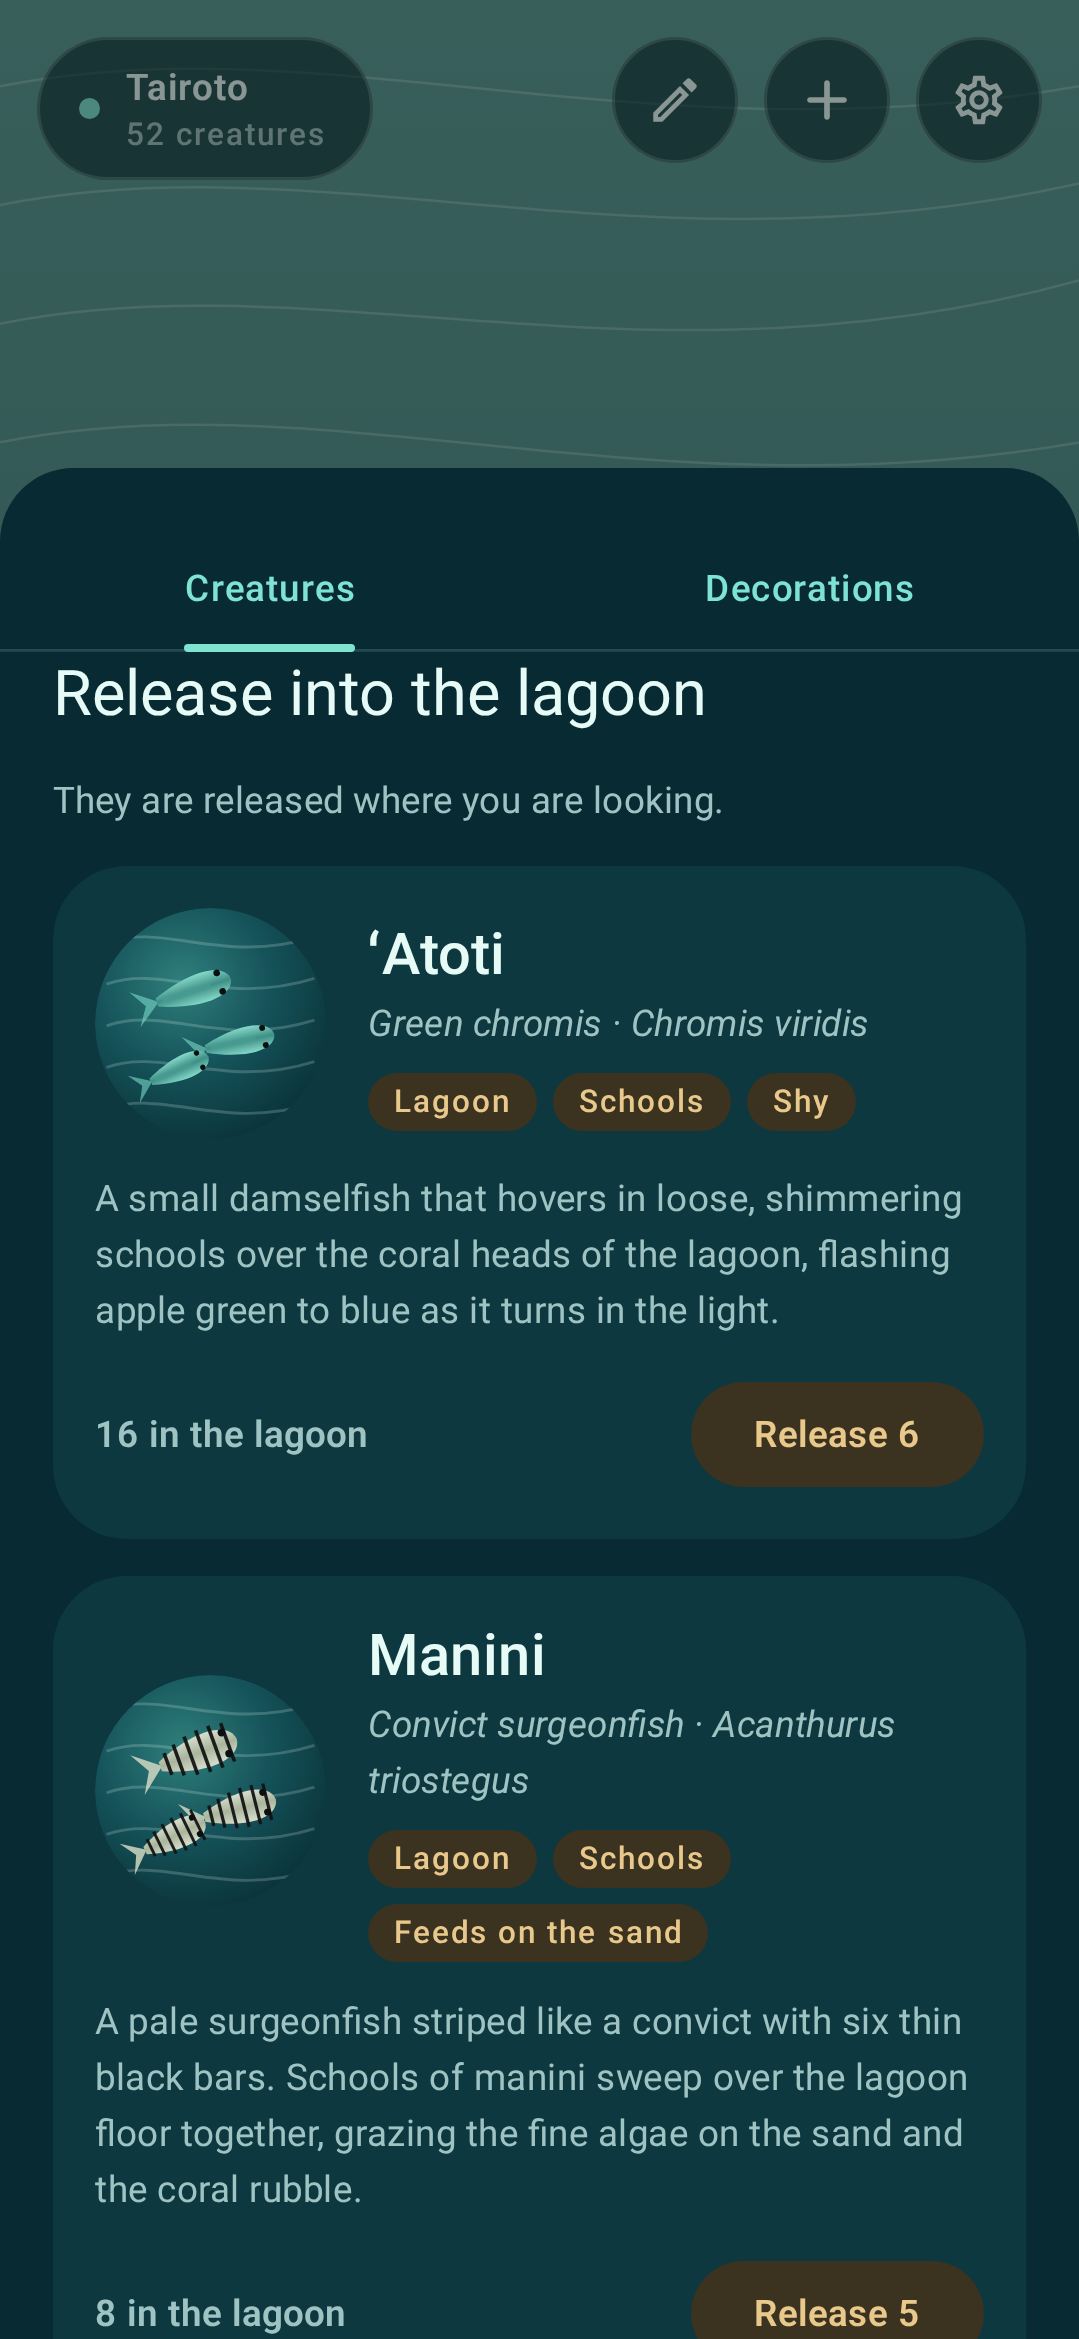 Tairoto
52 creatures
Creatures
Decorations
Release into the lagoon
They are released where you are looking.
ʻAtoti
Green chromis · Chromis viridis
Lagoon
Schools
Shy
A small damselfish that hovers in loose, shimmering
schools over the coral heads of the lagoon, flashing
apple green to blue as it turns in the light.
16 in the lagoon
Release 6
Manini
Convict surgeonfish · Acanthurus
triostegus
Lagoon
Schools
Feeds on the sand
A pale surgeonfish striped like a convict with six thin
black bars. Schools of manini sweep over the lagoon
floor together, grazing the fine algae on the sand and
the coral rubble.
8 in the lagoon
Release 5